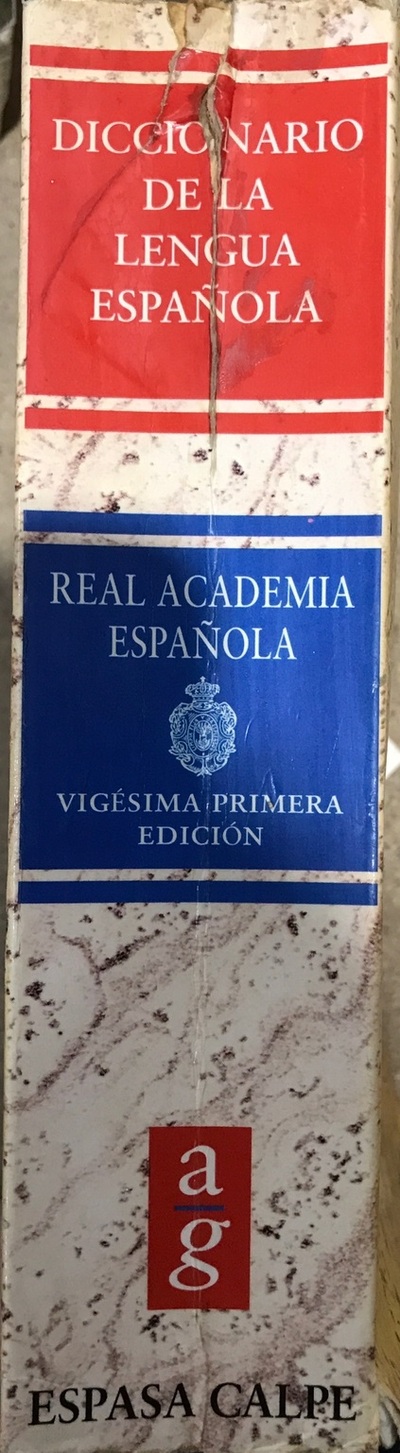 DICCIONARIO
DE LA
LENGUA
ESPAÑOLA
REAL ACADEMIA
ESPAÑOLA
VIGÉSIMA PRIMERA
EDICIÓN
a
g
ESPASA CALPE